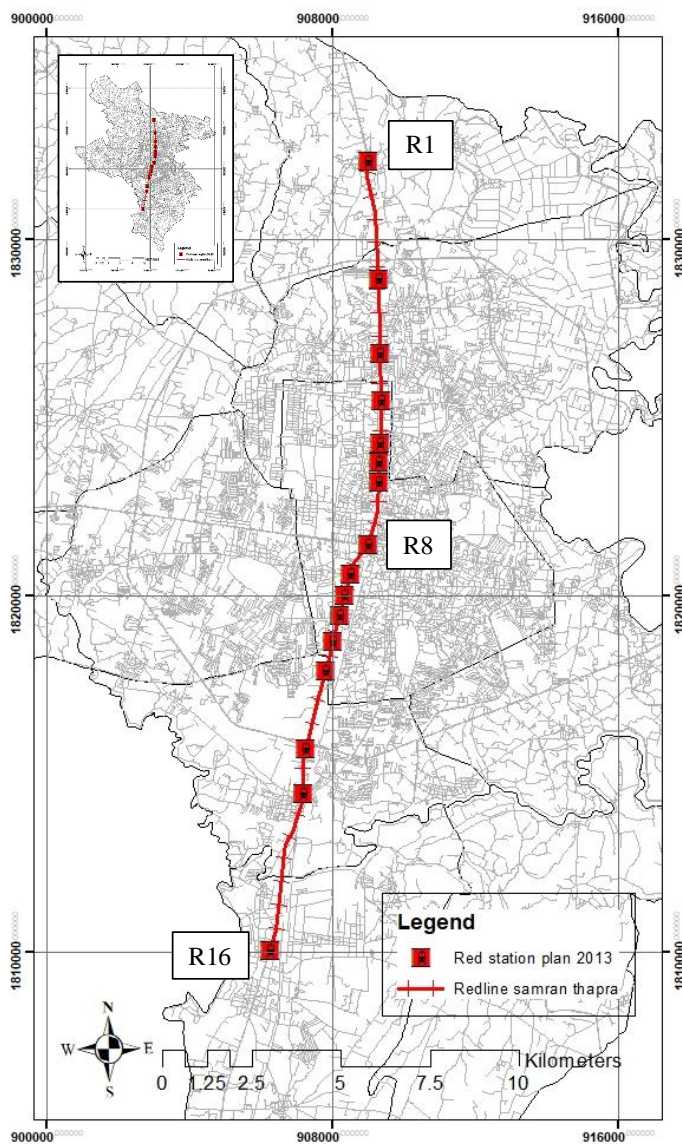 900000 908000 916000
R1
1830000 1830000
R8
1820000 1820000
Legend
Red station plan 2013
Redline samran thapra
R16
1810000 1810000
N
W E
S
Kilometers
0 1.25 2.5 5 7.5 10
900000 908000 916000